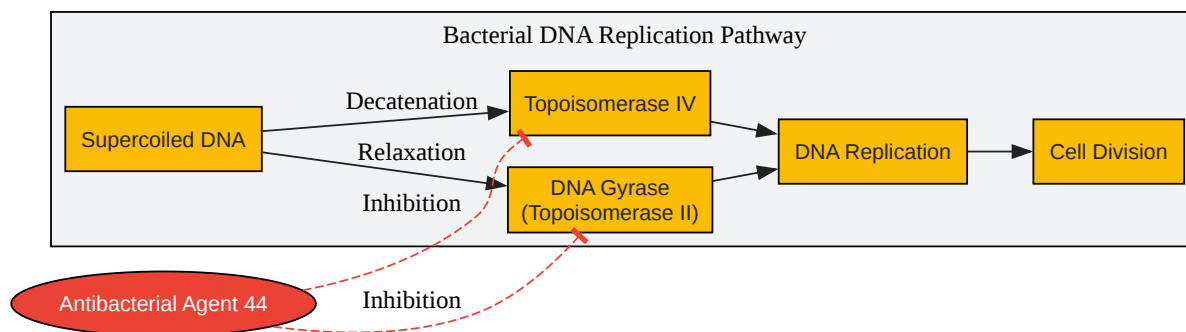 Bacterial DNA Replication Pathway
Decatenation
Topoisomerase IV
Supercoiled DNA
Relaxation
DNA Replication
Cell Division
DNA Gyrase
(Topoisomerase II)
Inhibition
Antibacterial Agent 44
Inhibition